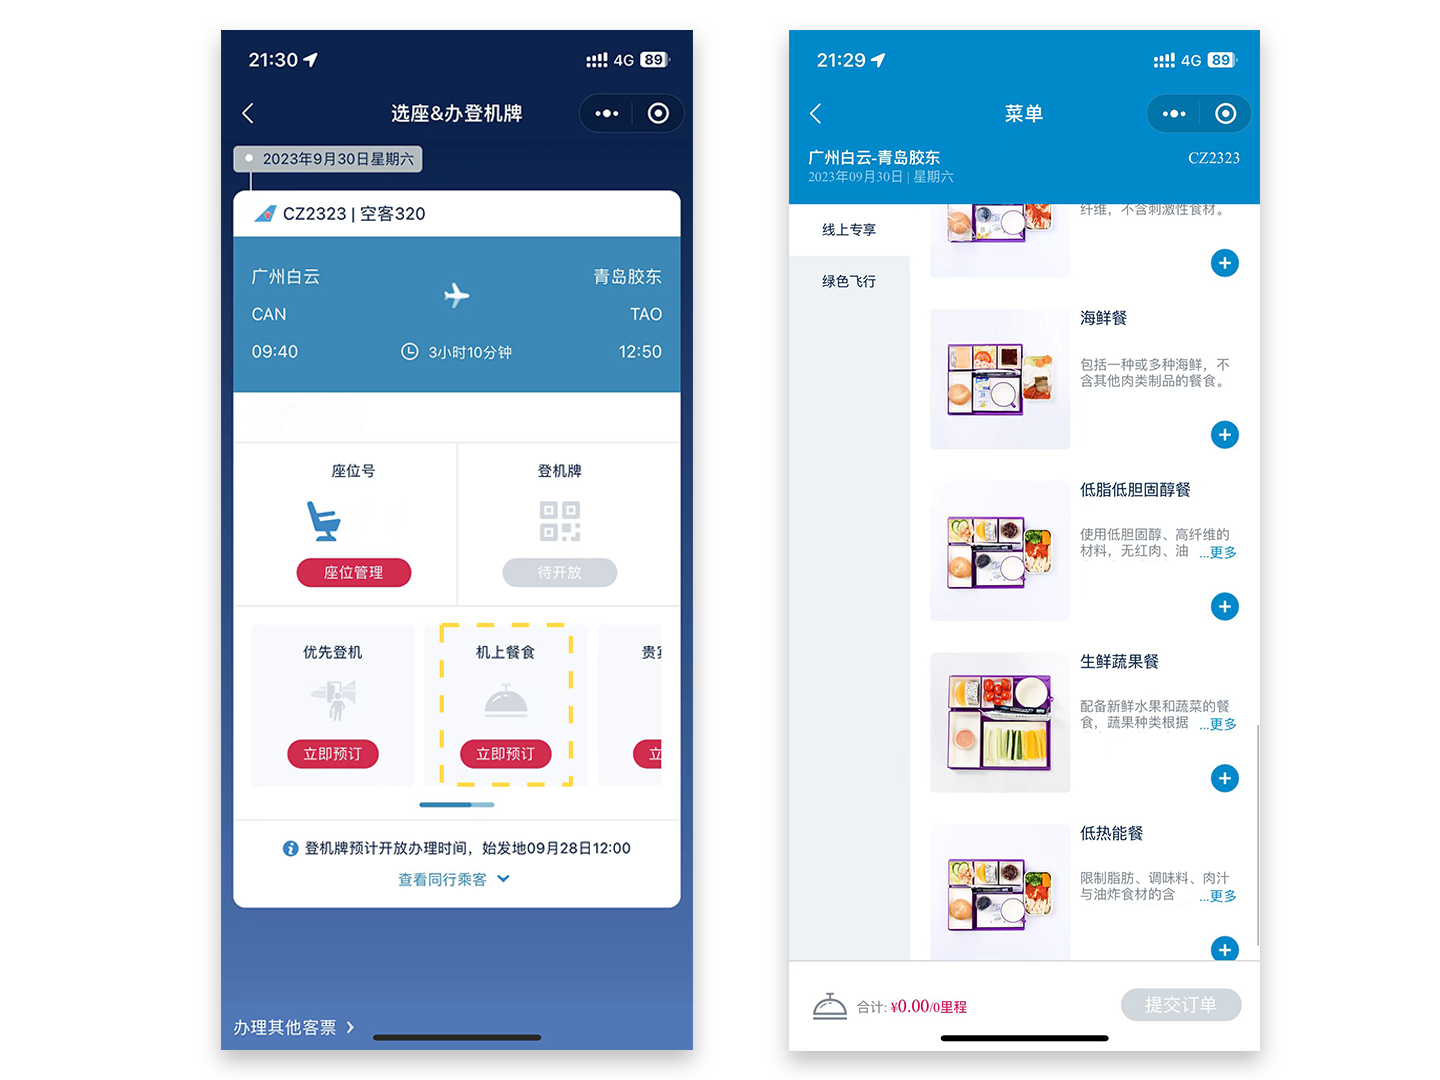 21:30
4G 89
选座&办登机牌
2023年9月30日星期六
CZ2323 | 空客320
广州白云
青岛胶东
CAN
TAO
09:40
3小时10分钟
12:50
座位号
登机牌
座位管理
待开放
优先登机
机上餐食
贵
立即预订
立即预订
立
登机牌预计开放办理时间，始发地09月28日12:00
查看同行乘客
办理其他客票
21:29
4G 89
菜单
广州白云-青岛胶东
CZ2323
2023年09月30日 | 星期六
线上专享
绿色飞行
纤维，不含刺激性食材。
海鲜餐
包括一种或多种海鲜，不
含其他肉类制品的餐食。
低脂低胆固醇餐
使用低胆固醇、高纤维的
材料，无红肉、油 ...更多
生鲜蔬果餐
配备新鲜水果和蔬菜的餐
食，蔬果种类根据 ...更多
低热能餐
限制脂肪、调味料、肉汁
与油炸食材的含 ...更多
合计: ¥0.00/0里程
提交订单